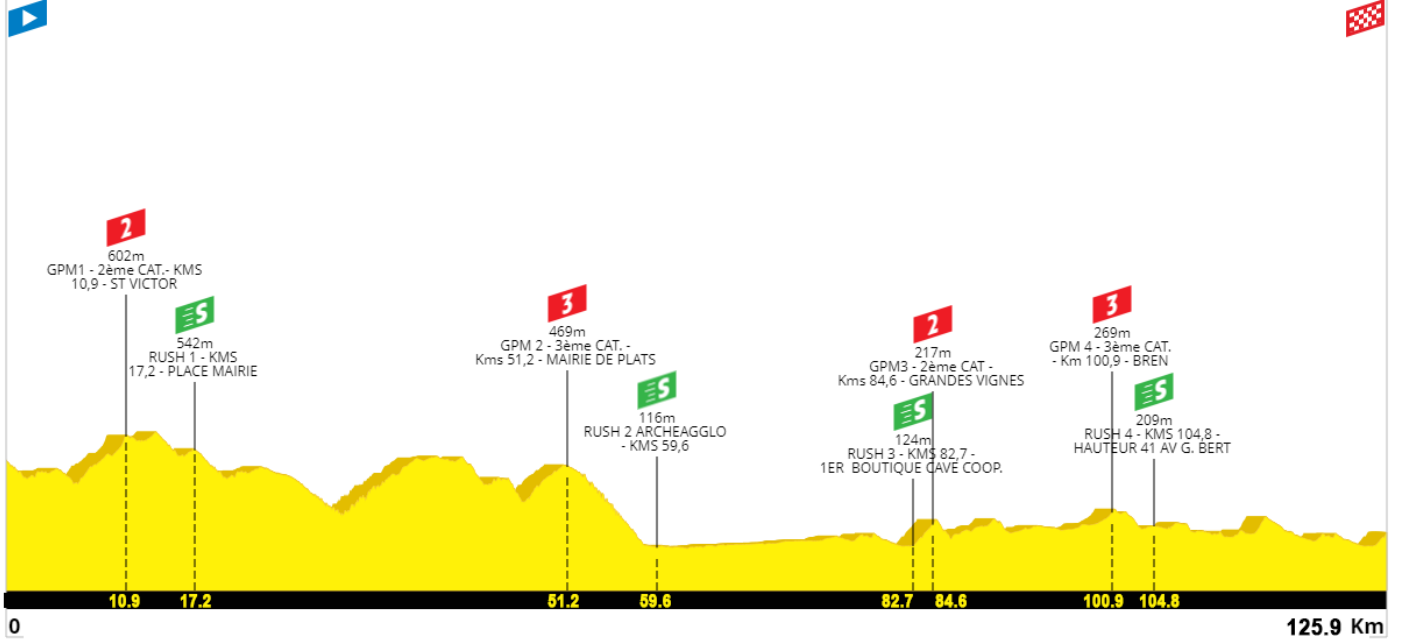 2
602m
GPM1 - 2ème CAT.- KMS
10,9 - ST VICTOR
S
542m
RUSH 1 - KMS
17,2 - PLACE MAIRIE
3
469m
GPM 2 - 3ème CAT. -
Kms 51,2 - MAIRIE DE PLATS
S
116m
RUSH 2 ARCHEAGGLO
- KMS 59,6
2
217m
GPM3 - 2ème CAT -
Kms 84,6 - GRANDES VIGNES
S
124m
RUSH 3 - KMS 82,7 -
1ER BOUTIQUE CAVE COOP.
3
269m
GPM 4 - 3ème CAT.
- Km 100,9 - BREN
S
209m
RUSH 4 - KMS 104,8 -
HAUTEUR 41 AV G. BERT
10.9 17.2 51.2 59.6 82.7 84.6 100.9 104.8
0 125.9 Km